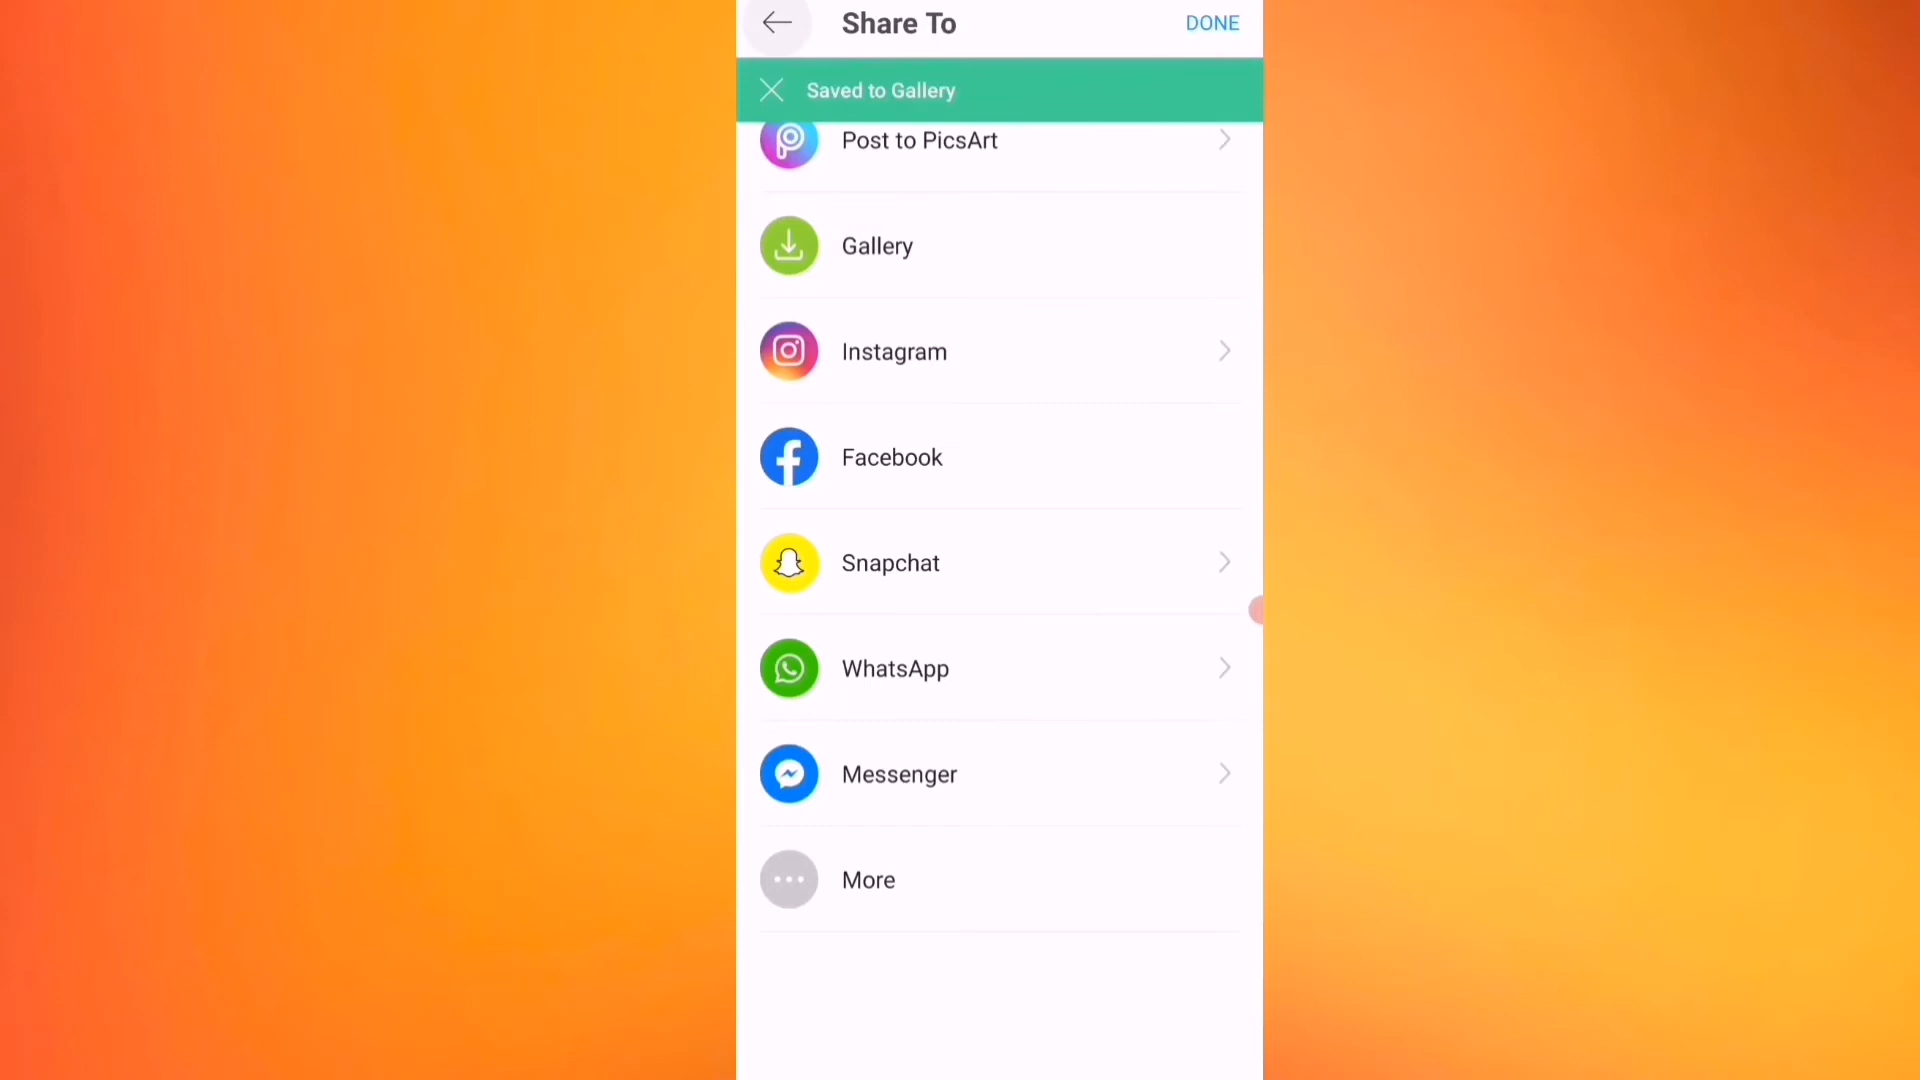 Share To
DONE
Saved to Gallery
Post to PicsArt
Gallery
Instagram
Facebook
Snapchat
WhatsApp
Messenger
More